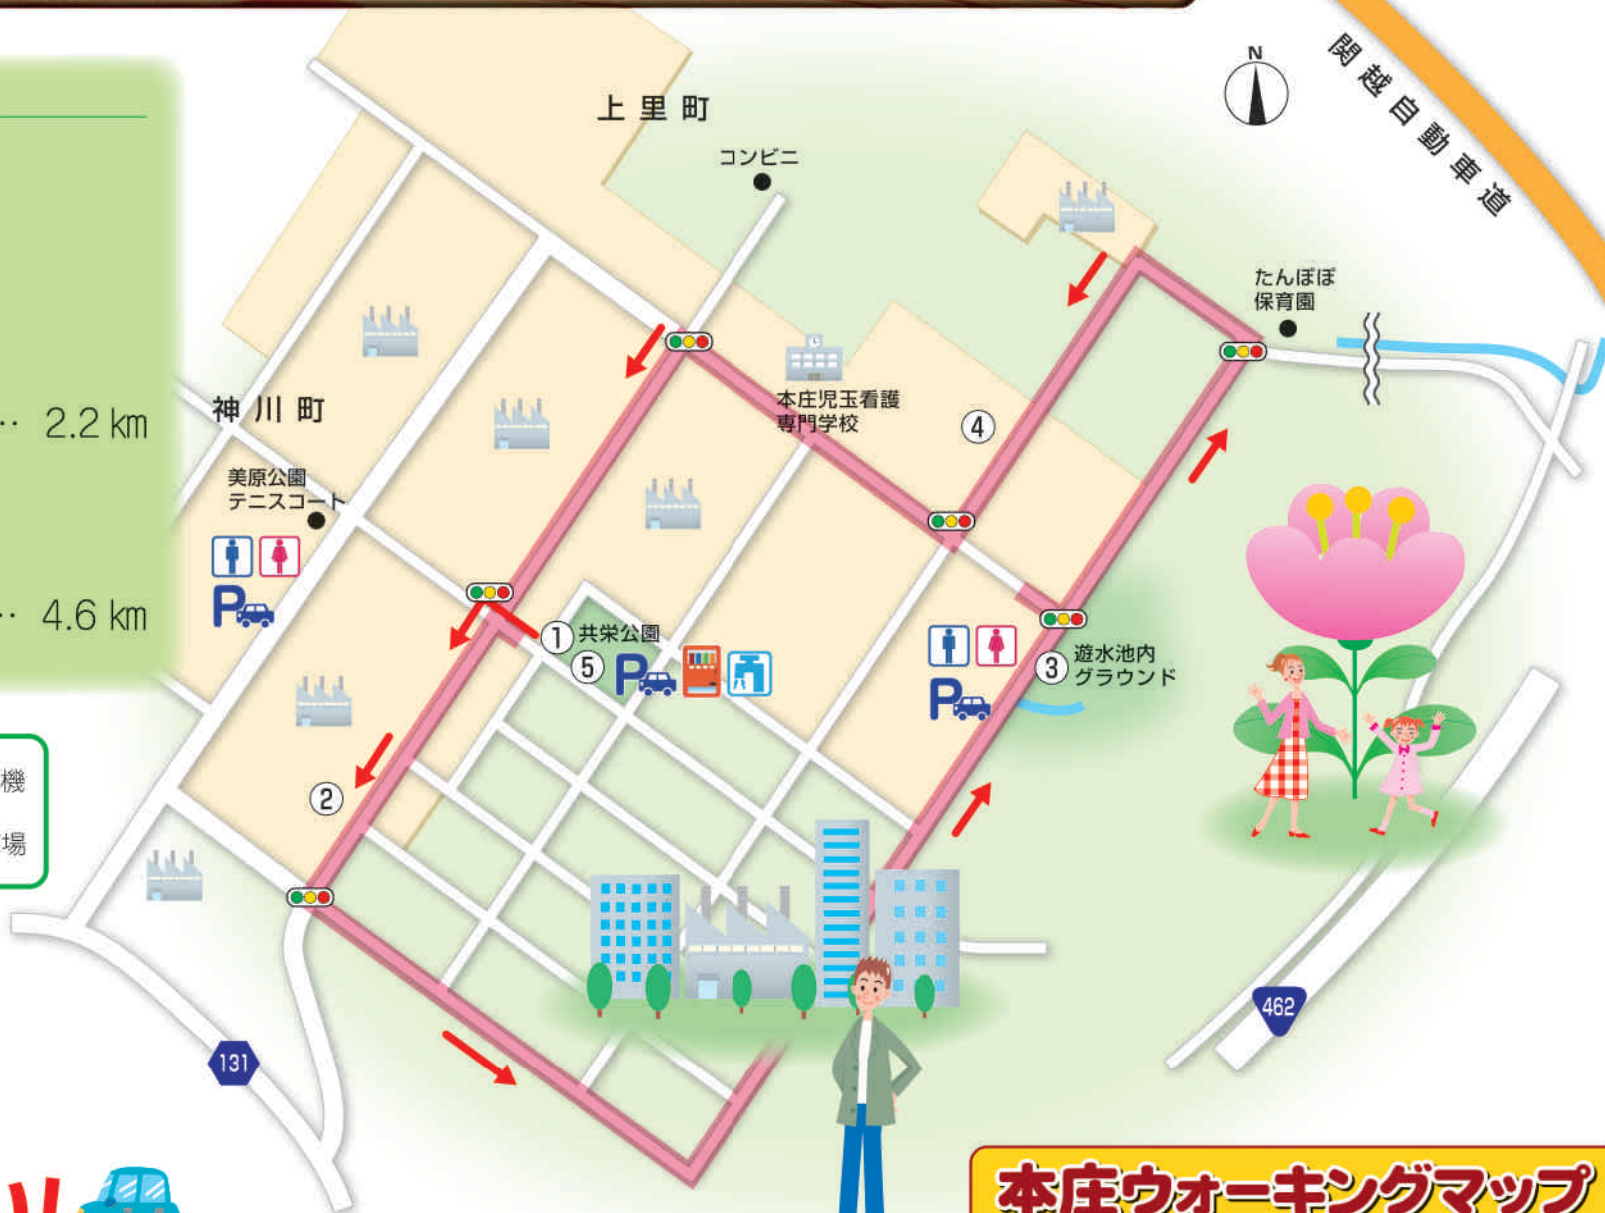 N
関越自動車道
上里町
コンビニ
たんぽぽ
保育園
本庄児玉看護
専門学校
④
神川町
‥ 2.2 km
美原公園
テニスコート
P
‥ 4.6 km
① 共栄公園
⑤ P
③ 遊水池内
グラウンド
P
②
機
場
462
131
本庄ウォーキングマップ